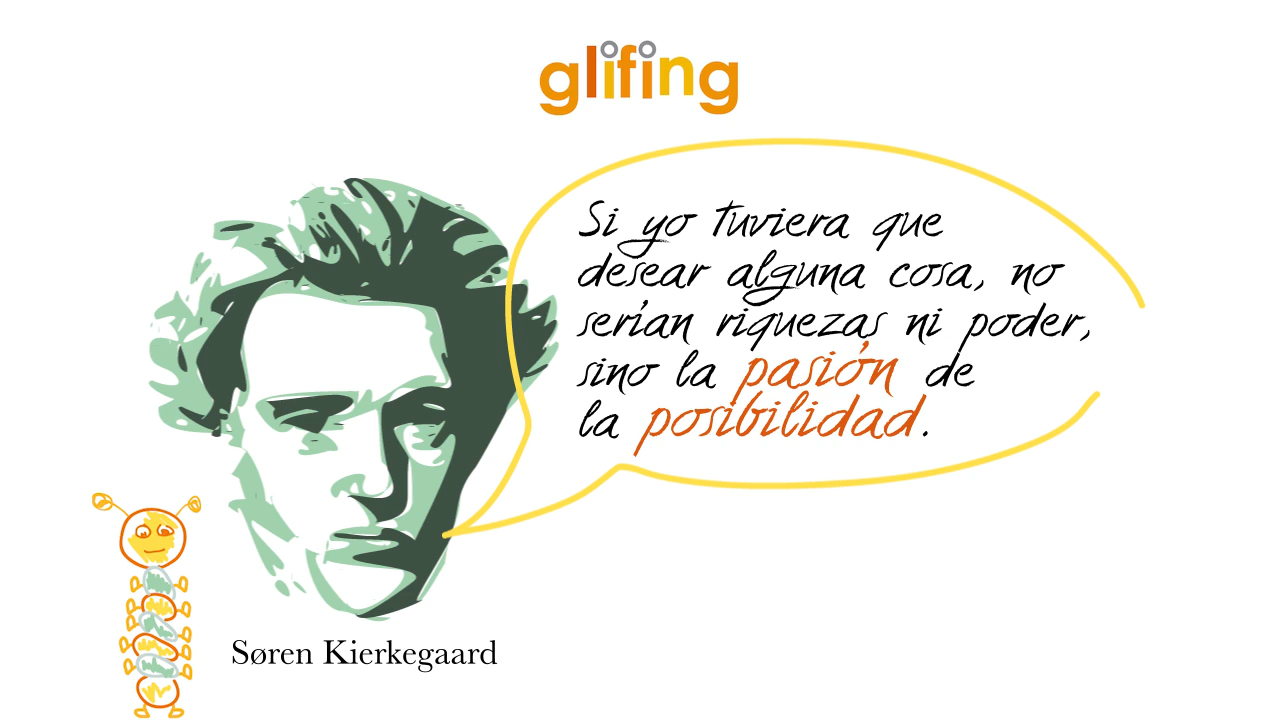 glifing
Si yo tuviera que
desear alguna cosa, no
serían riquezas ni poder,
sino la pasión de
la posibilidad.
Søren Kierkegaard